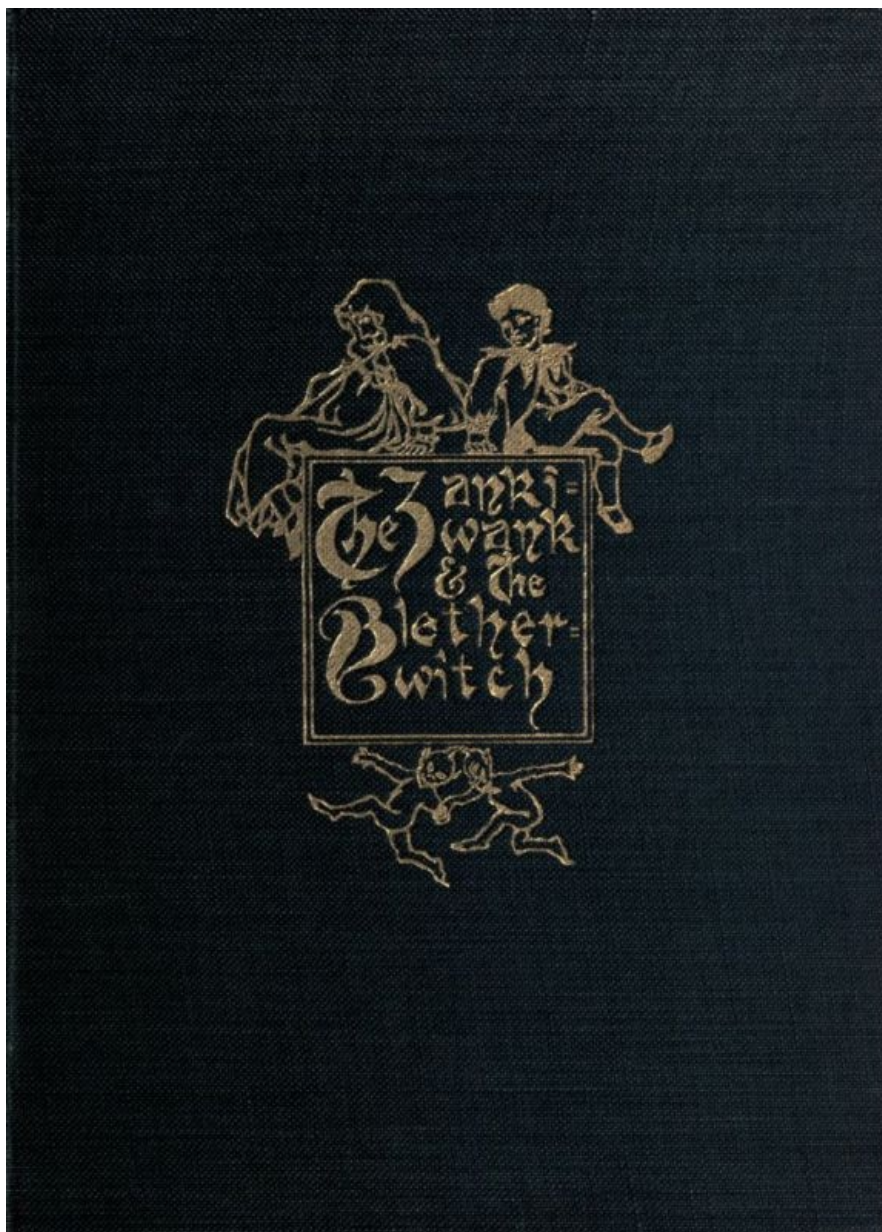 The Zanki=
wank
& The
Blether=
witch